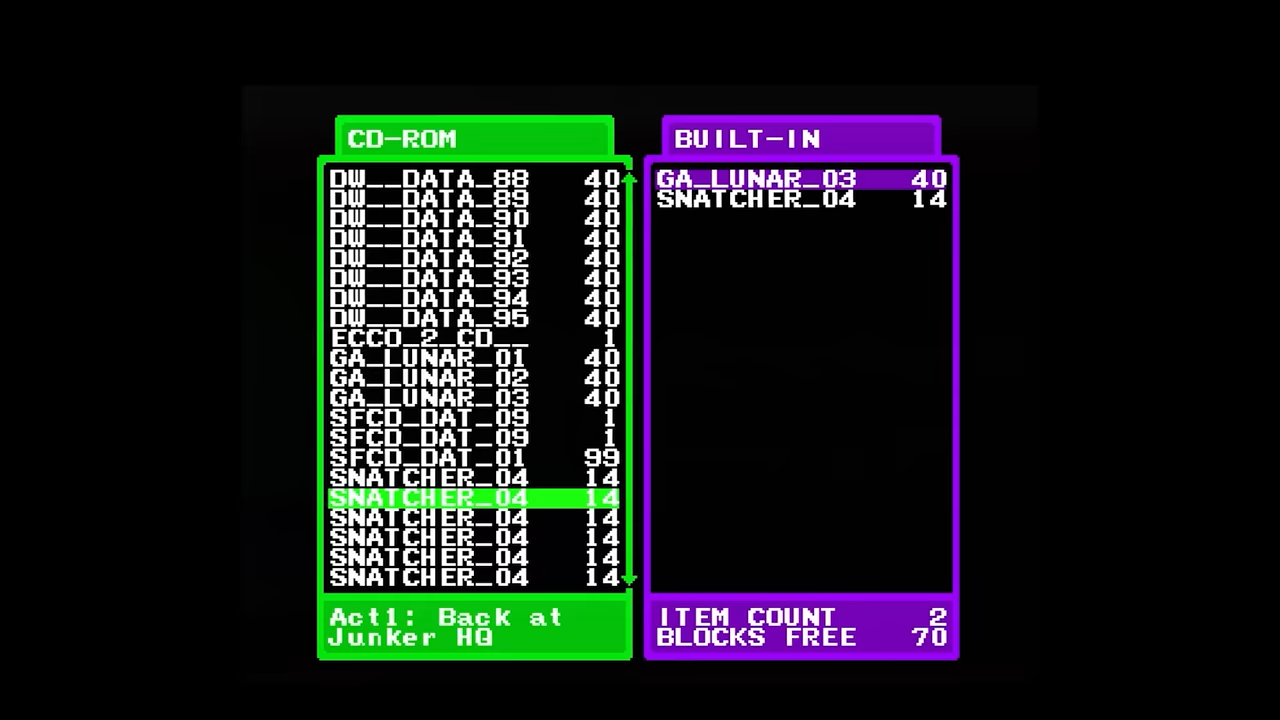 CD-ROM
DW__DATA_88 40
DW__DATA_89 40
DW__DATA_90 40
DW__DATA_91 40
DW__DATA_92 40
DW__DATA_93 40
DW__DATA_94 40
DW__DATA_95 40
ECCO_2_CD__ 1
GA_LUNAR_01 40
GA_LUNAR_02 40
GA_LUNAR_03 40
SFCD_DAT_09 1
SFCD_DAT_09 1
SFCD_DAT_01 99
SNATCHER_04 14
SNATCHER_04 14
SNATCHER_04 14
SNATCHER_04 14
SNATCHER_04 14
SNATCHER_04 14
Act1: Back at
Junker HQ
BUILT-IN
GA_LUNAR_03 40
SNATCHER_04 14
ITEM COUNT 2
BLOCKS FREE 70